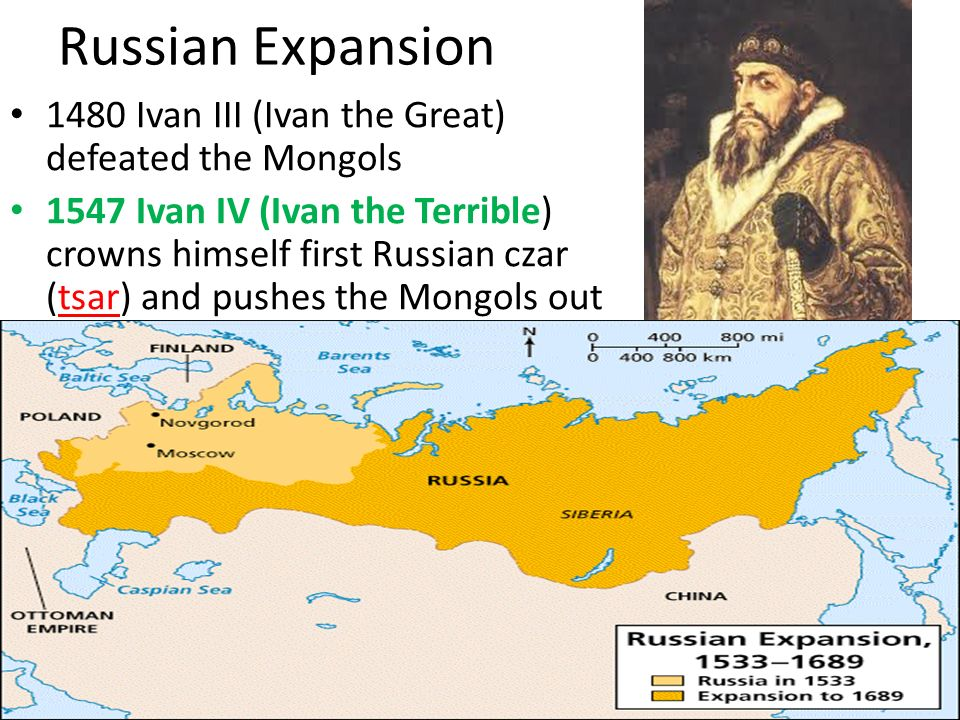 Russian Expansion
• 1480 Ivan III (Ivan the Great)
defeated the Mongols
• 1547 Ivan IV (Ivan the Terrible)
crowns himself first Russian czar
(tsar) and pushes the Mongols out
FINLAND
Barents
Sea
N
0 400 800 mi
0 400 800 km
Baltic Sea
POLAND
Novgorod
Moscow
RUSSIA
SIBERIA
Black
Sea
Caspian Sea
OTTOMAN
EMPIRE
CHINA
Russian Expansion,
1533–1689
Russia in 1533
Expansion to 1689